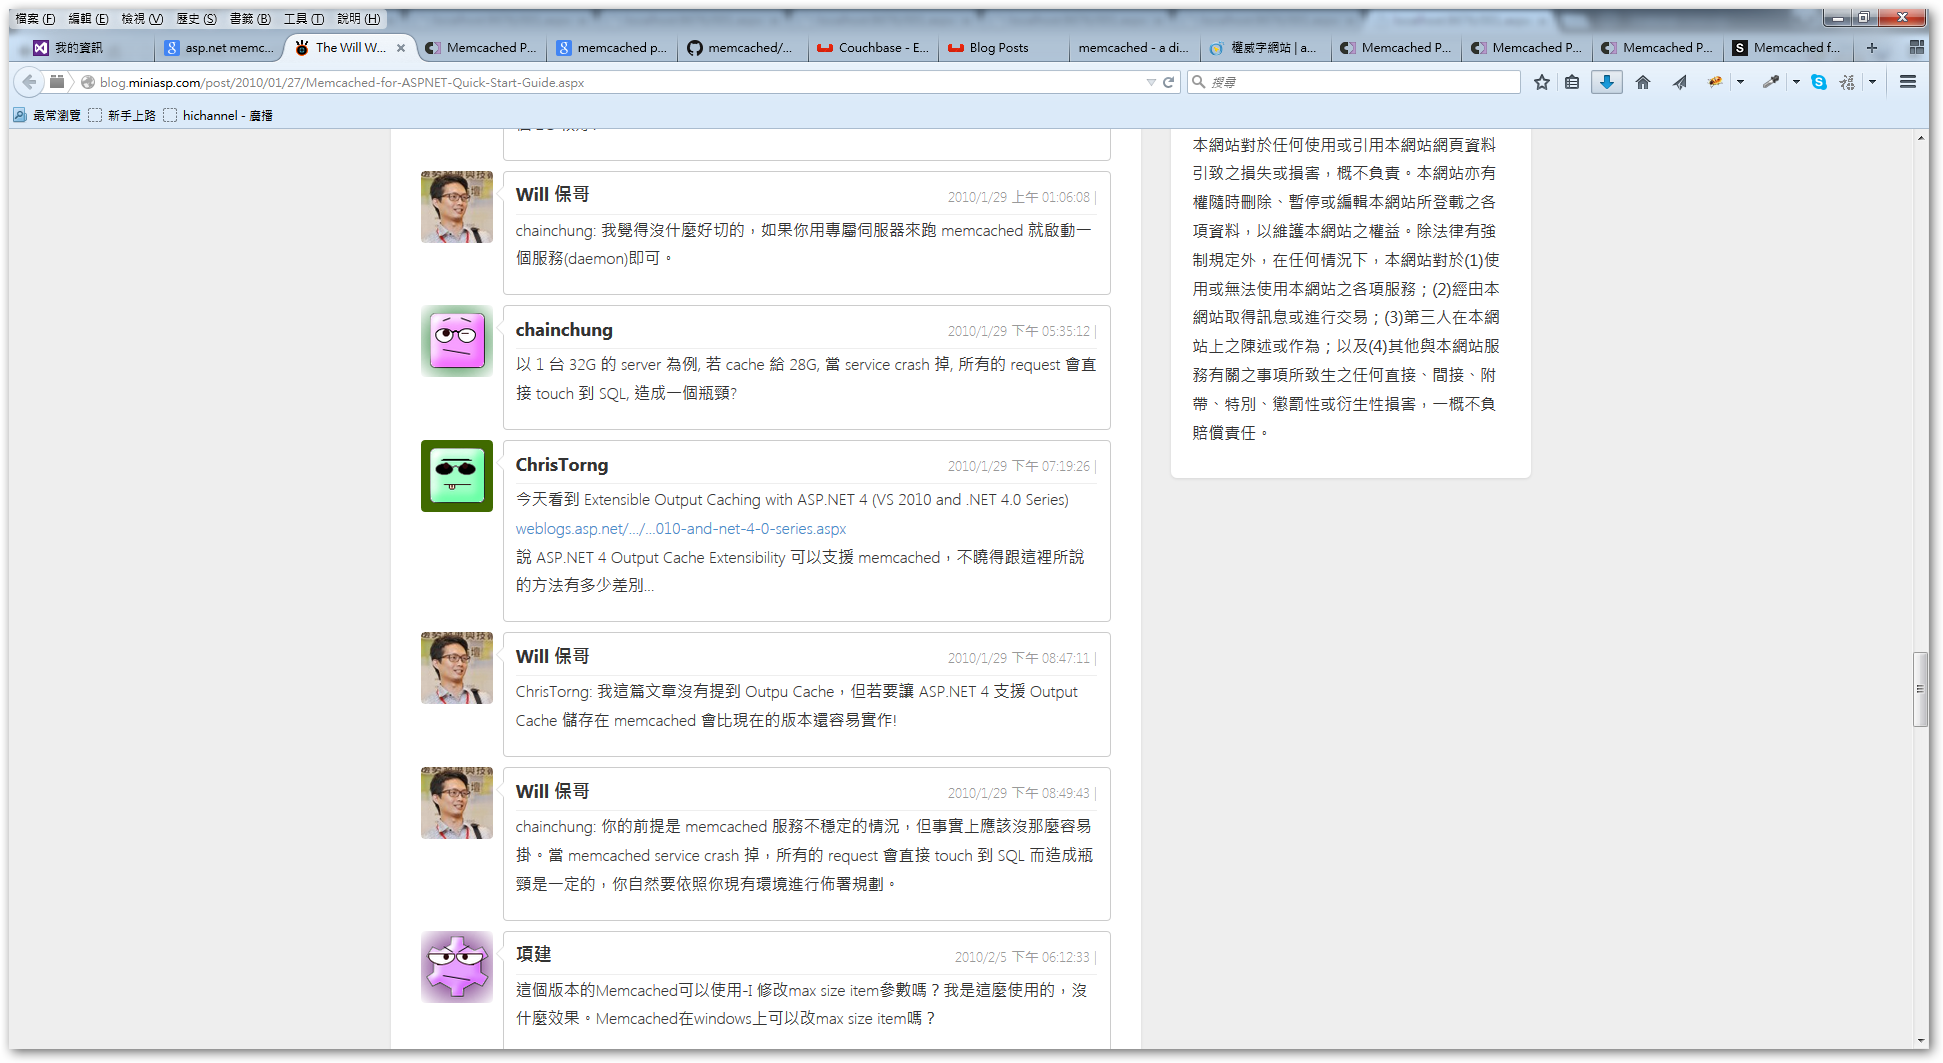 檔案 (F) 編輯 (E) 檢視 (V) 歷史 (S) 書籤 (B) 工具 (T) 說明 (H)
我的資訊 asp.net memc... The Will W... Memcached P... memcached p... memcached/... Couchbase - E... Blog Posts memcached - a di... 權威字網站 | a... Memcached P... Memcached P... Memcached P... Memcached f...
blog.miniasp.com/post/2010/01/27/Memcached-for-ASPNET-Quick-Start-Guide.aspx 搜尋
最常瀏覽 新手上路 hichannel - 廣播
Will 保哥 2010/1/29 上午 01:06:08 |
chainchung: 我覺得沒什麼好切的，如果你用專屬伺服器來跑 memcached 就啟動一
個服務(daemon)即可。
chainchung 2010/1/29 下午 05:35:12 |
以 1 台 32G 的 server 為例, 若 cache 給 28G, 當 service crash 掉, 所有的 request 會直
接 touch 到 SQL, 造成一個瓶頸?
ChrisTorng 2010/1/29 下午 07:19:26 |
今天看到 Extensible Output Caching with ASP.NET 4 (VS 2010 and .NET 4.0 Series)
weblogs.asp.net/.../...010-and-net-4-0-series.aspx
說 ASP.NET 4 Output Cache Extensibility 可以支援 memcached，不曉得跟這裡所說
的方法有多少差別...
Will 保哥 2010/1/29 下午 08:47:11 |
ChrisTorng: 我這篇文章沒有提到 Outpu Cache，但若要讓 ASP.NET 4 支援 Output
Cache 儲存在 memcached 會比現在的版本還容易實作!
Will 保哥 2010/1/29 下午 08:49:43 |
chainchung: 你的前提是 memcached 服務不穩定的情況，但事實上應該沒那麼容易
掛。當 memcached service crash 掉，所有的 request 會直接 touch 到 SQL 而造成瓶
頸是一定的，你自然要依照你現有環境進行佈署規劃。
項建 2010/2/5 下午 06:12:33 |
這個版本的Memcached可以使用-I 修改max size item參數嗎？我是這麼使用的，沒
什麼效果。Memcached在windows上可以改max size item嗎？
本網站對於任何使用或引用本網站網頁資料
引致之損失或損害，概不負責。本網站亦有
權隨時刪除、暫停或編輯本網站所登載之各
項資料，以維護本網站之權益。除法律有強
制規定外，在任何情況下，本網站對於(1)使
用或無法使用本網站之各項服務；(2)經由本
網站取得訊息或進行交易；(3)第三人在本網
站上之陳述或作為；以及(4)其他與本網站服
務有關之事項所致生之任何直接、間接、附
帶、特別、懲罰性或衍生性損害，一概不負
賠償責任。